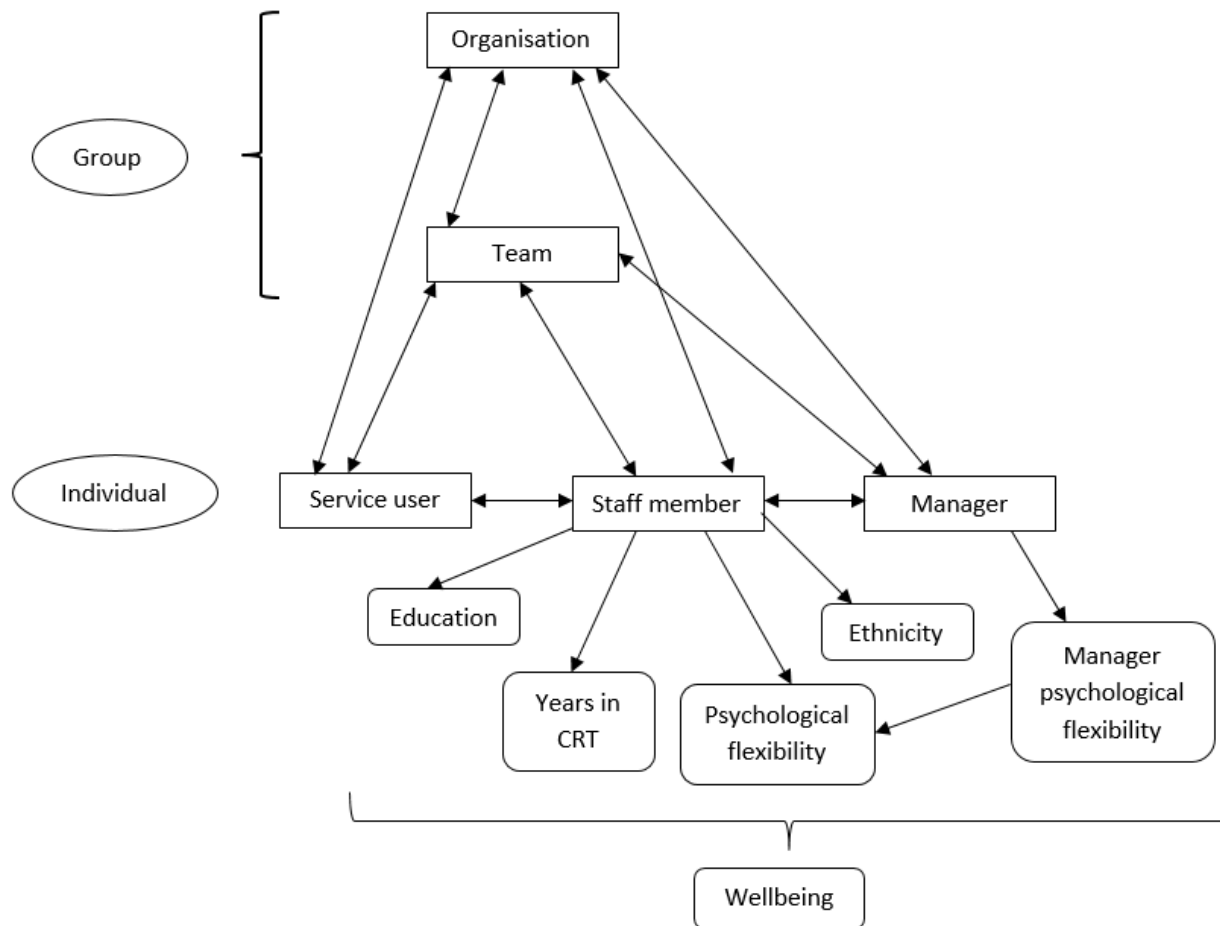 Organisation
Group
Team
Individual
Service user
Staff member
Manager
Education
Ethnicity
Years in
CRT
Psychological
flexibility
Manager
psychological
flexibility
Wellbeing